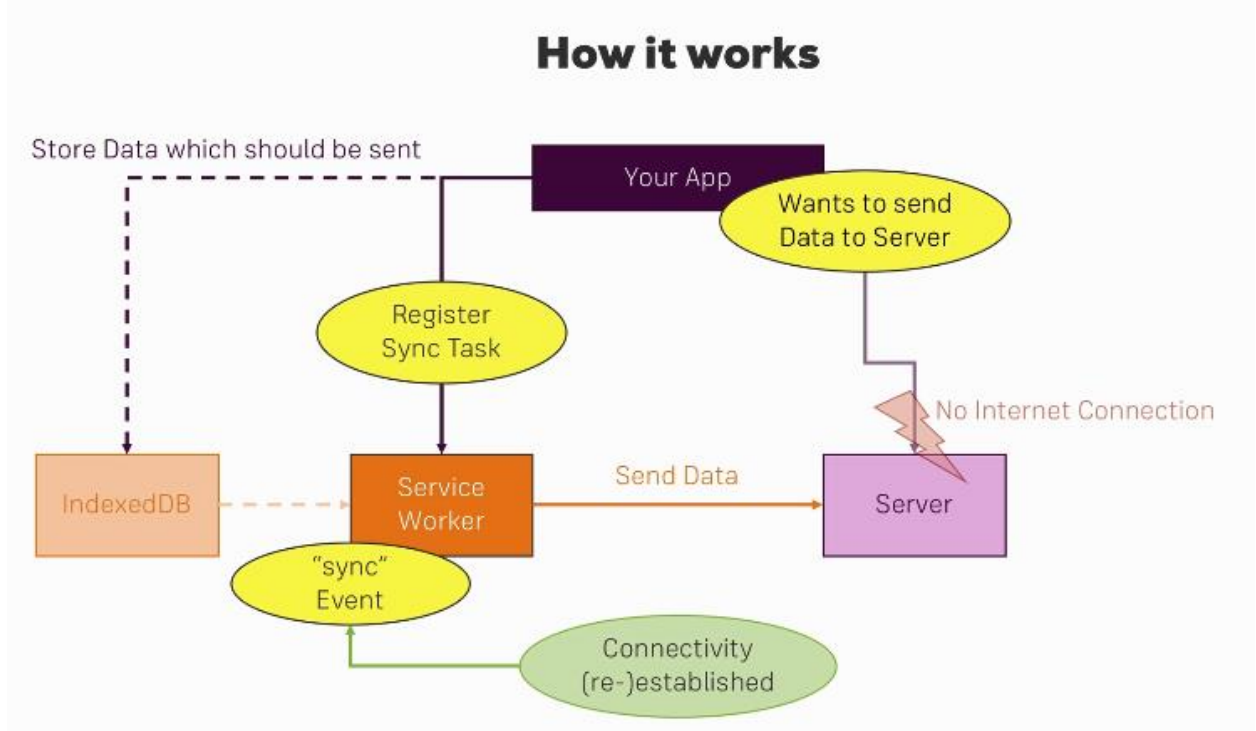 How it works
Store Data which should be sent
Your App
Wants to send
Data to Server
Register
Sync Task
No Internet Connection
IndexedDB
Service
Worker
Send Data
Server
“sync”
Event
Connectivity
(re-)established